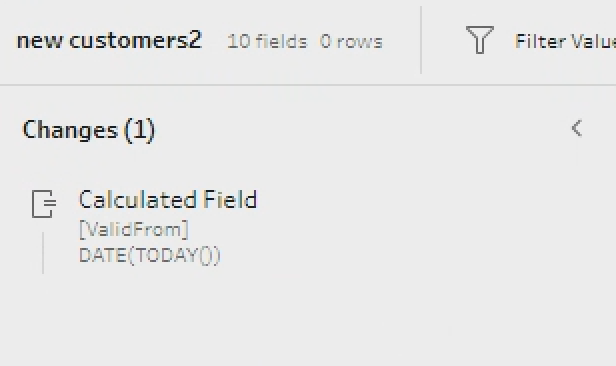 new customers2 10 fields 0 rows Filter Value
Changes (1)
Calculated Field
[ValidFrom]
DATE(TODAY())